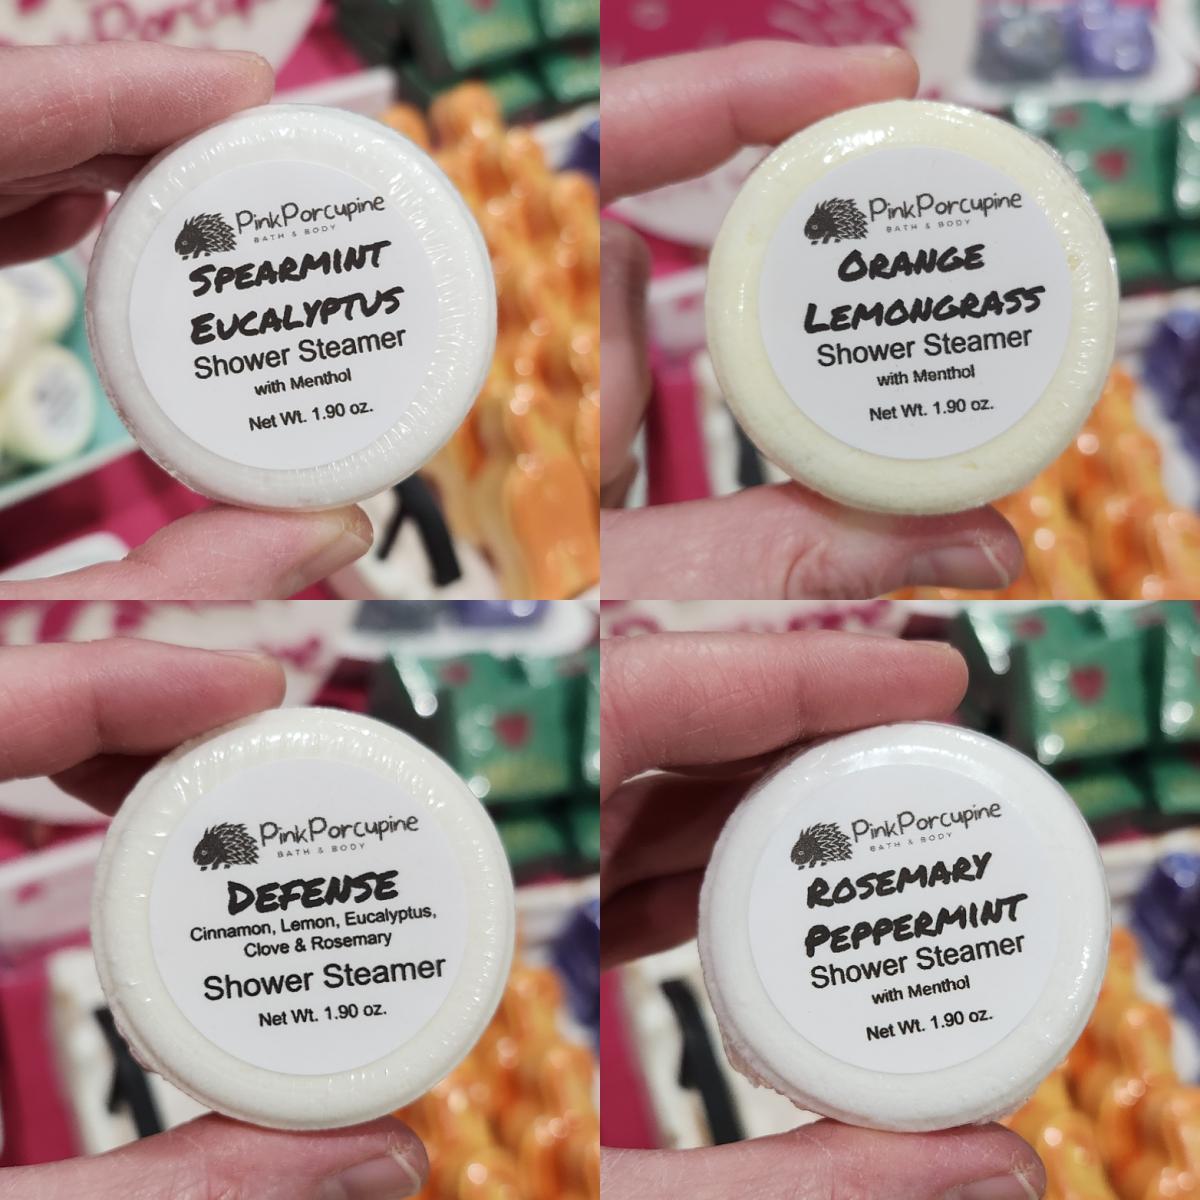 PinkPorcupine
BATH & BODY
SPEARMINT
EUCALYPTUS
Shower Steamer
with Menthol
Net Wt. 1.90 oz.
PinkPorcupine
BATH & BODY
ORANGE
LEMONGRASS
Shower Steamer
with Menthol
Net Wt. 1.90 oz.
PinkPorcupine
BATH & BODY
DEFENSE
Cinnamon, Lemon, Eucalyptus,
Clove & Rosemary
Shower Steamer
Net Wt. 1.90 oz.
PinkPorcupine
BATH & BODY
ROSEMARY
PEPPERMINT
Shower Steamer
with Menthol
Net Wt. 1.90 oz.